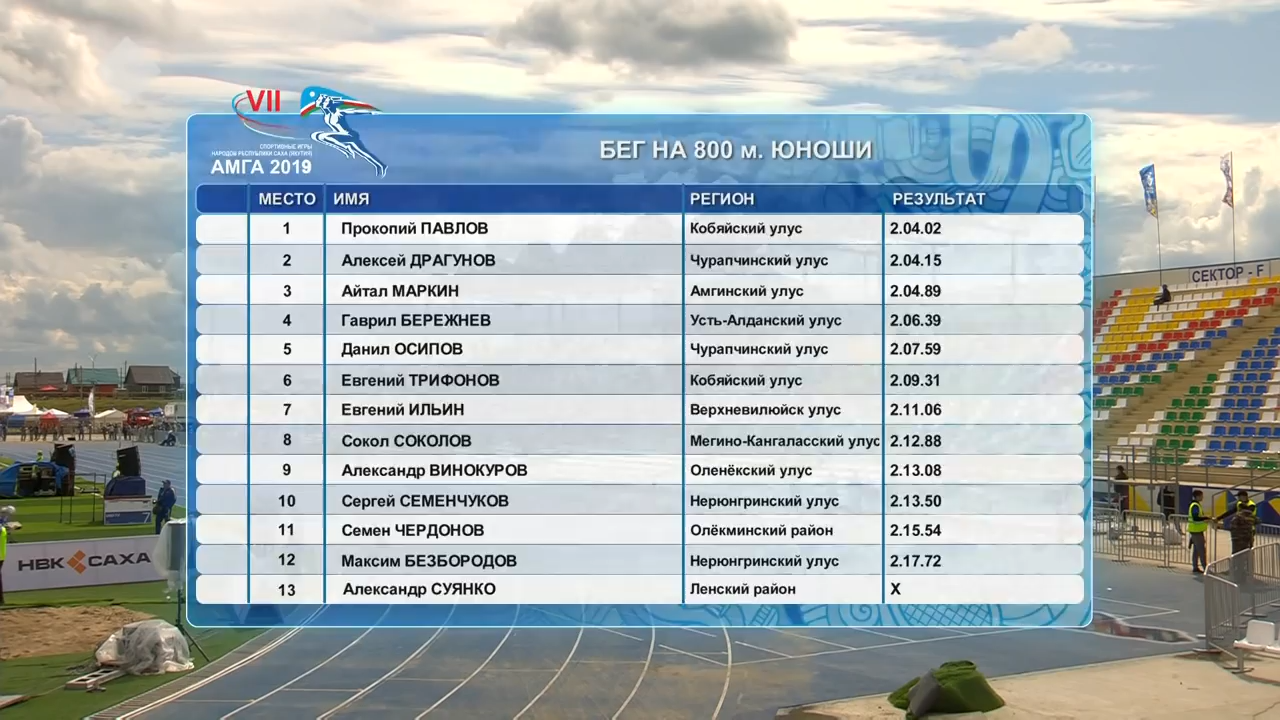 VII
СПОРТИВНЫЕ ИГРЫ
НАРОДОВ РЕСПУБЛИКИ САХА (ЯКУТИЯ)
АМГА 2019
БЕГ НА 800 м. ЮНОШИ
МЕСТО ИМЯ РЕГИОН РЕЗУЛЬТАТ
1 Прокопий ПАВЛОВ Кобяйский улус 2.04.02
2 Алексей ДРАГУНОВ Чурапчинский улус 2.04.15
3 Айтал МАРКИН Амгинский улус 2.04.89
4 Гаврил БЕРЕЖНЕВ Усть-Алданский улус 2.06.39
5 Данил ОСИПОВ Чурапчинский улус 2.07.59
6 Евгений ТРИФОНОВ Кобяйский улус 2.09.31
7 Евгений ИЛЬИН Верхневилюйск улус 2.11.06
8 Сокол СОКОЛОВ Мегино-Кангаласский улус 2.12.88
9 Александр ВИНОКУРОВ Оленёкский улус 2.13.08
10 Сергей СЕМЕНЧУКОВ Нерюнгринский улус 2.13.50
11 Семен ЧЕРДОНОВ Олёкминский район 2.15.54
12 Максим БЕЗБОРОДОВ Нерюнгринский улус 2.17.72
13 Александр СУЯНКО Ленский район X
СЕКТОР - F
НВК САХА